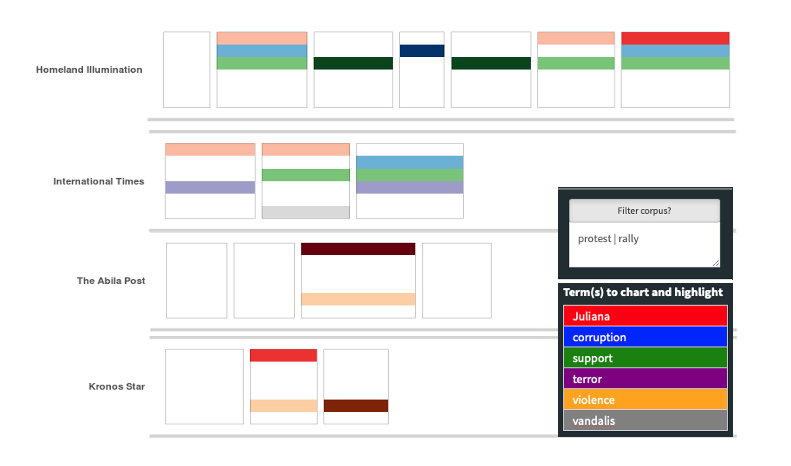 Homeland Illumination
International Times
Filter corpus?
protest | rally
The Abila Post
Term(s) to chart and highlight
Juliana
corruption
support
terror
Kronos Star
violence
vandalis